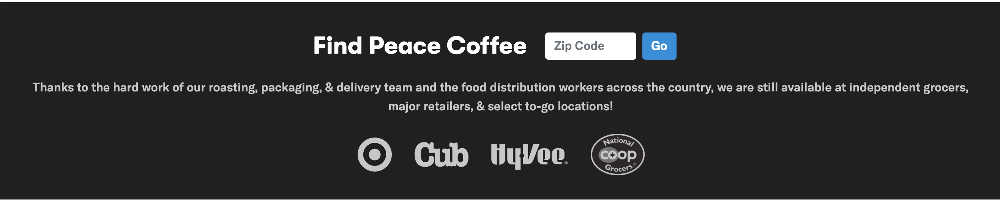 Find Peace Coffee Zip Code Go
Thanks to the hard work of our roasting, packaging, & delivery team and the food distribution workers across the country, we are still available at independent grocers,
major retailers, & select to-go locations!
Cub HyVee® National co+op Grocers®